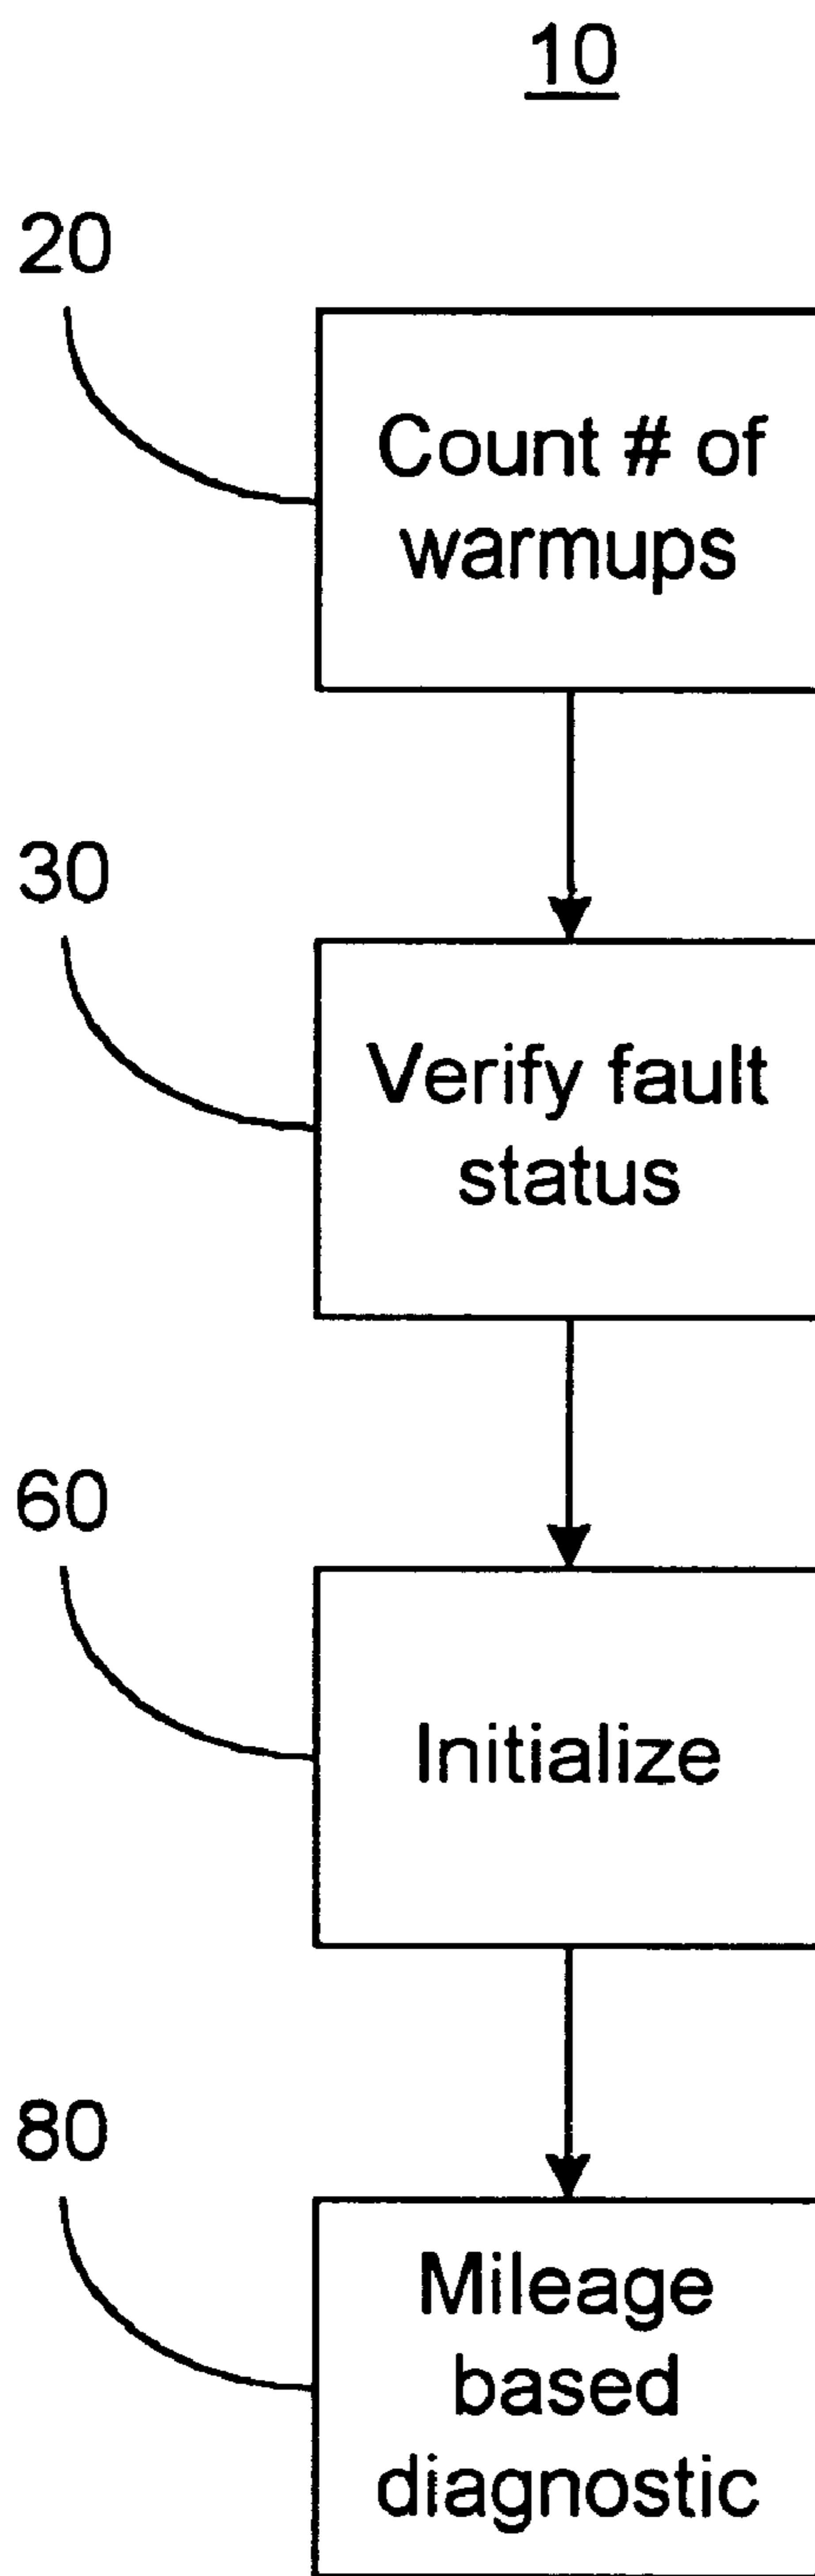 10
20
Count # of
warmups
30
Verify fault
status
60
Initialize
80
Mileage
based
diagnostic